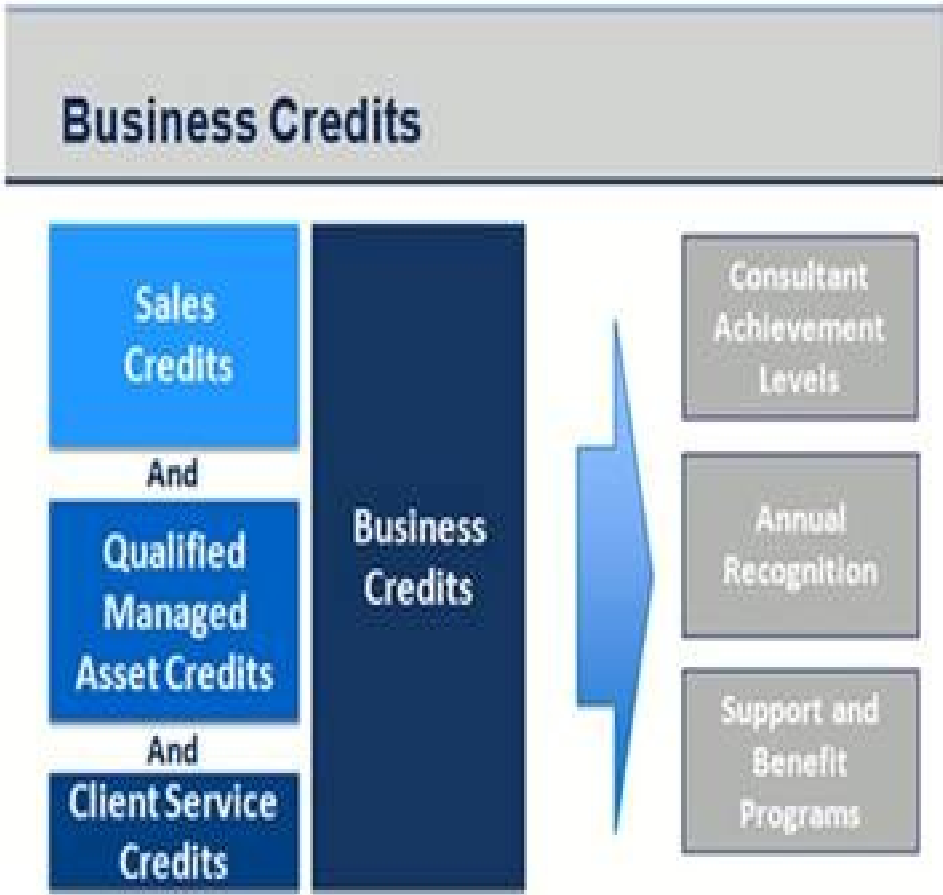 Business Credits
Sales
Credits
And
Qualified
Managed
Asset Credits
And
Client Service
Credits
Business
Credits
Consultant
Achievement
Levels
Annual
Recognition
Support and
Benefit
Programs